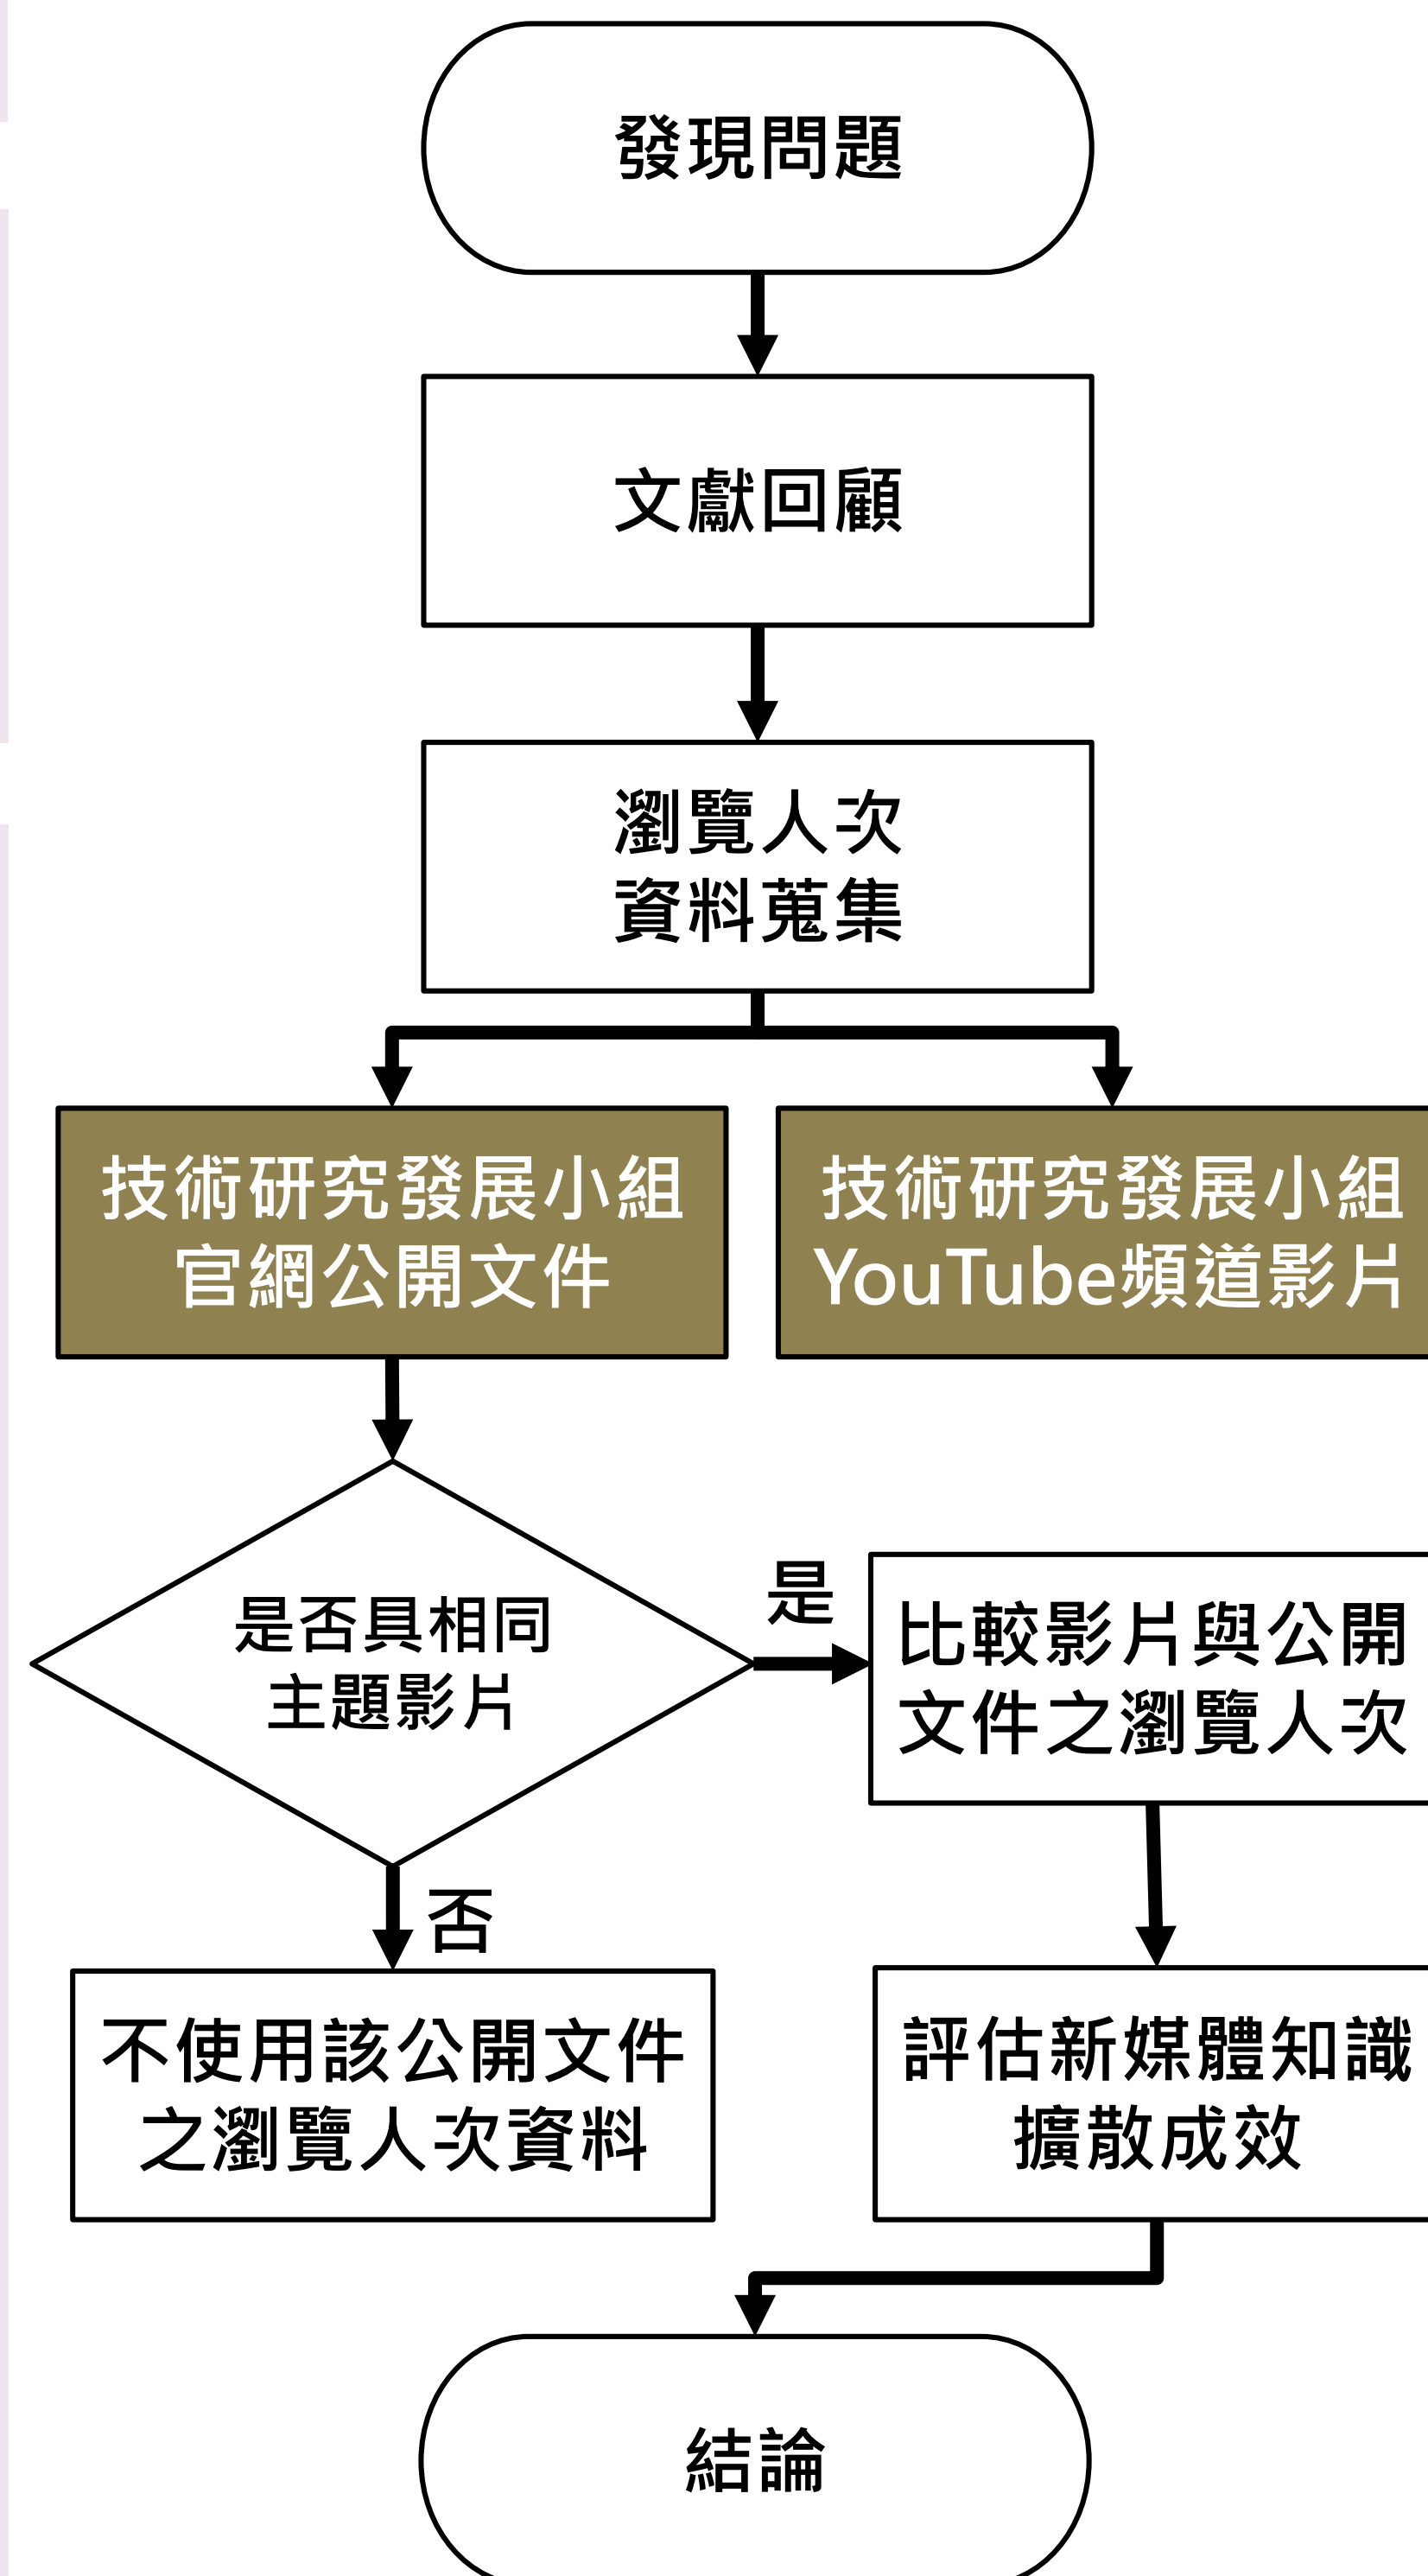 發現問題
文獻回顧
瀏覽人次
資料蒐集
技術研究發展小組
官網公開文件
技術研究發展小組
YouTube頻道影片
是否具相同
主題影片
是
比較影片與公開
文件之瀏覽人次
否
不使用該公開文件
之瀏覽人次資料
評估新媒體知識
擴散成效
結論